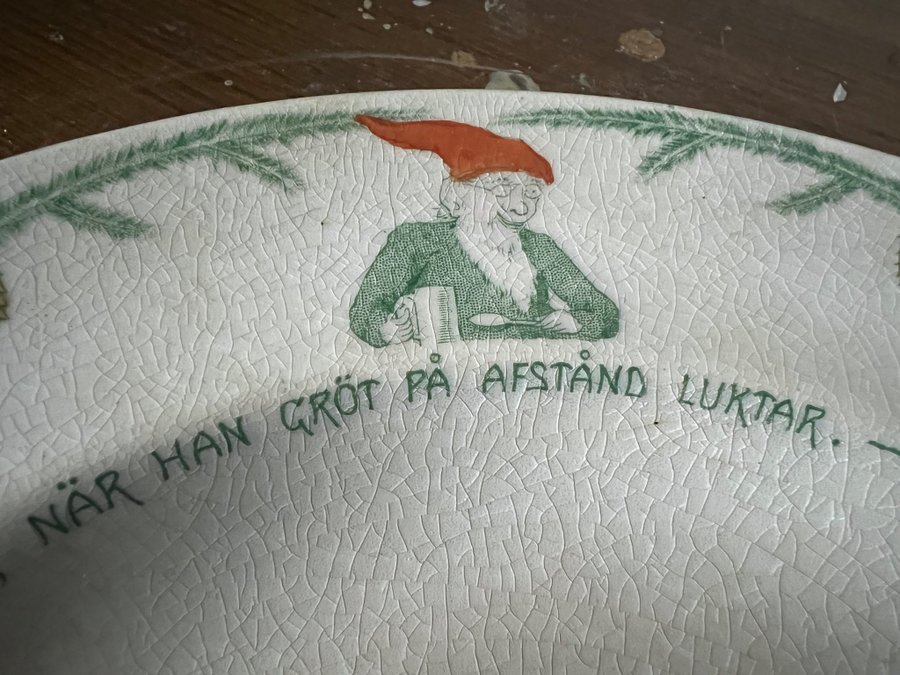 , NÄR HAN GRÖT PÅ AFSTÅND LUKTAR. —